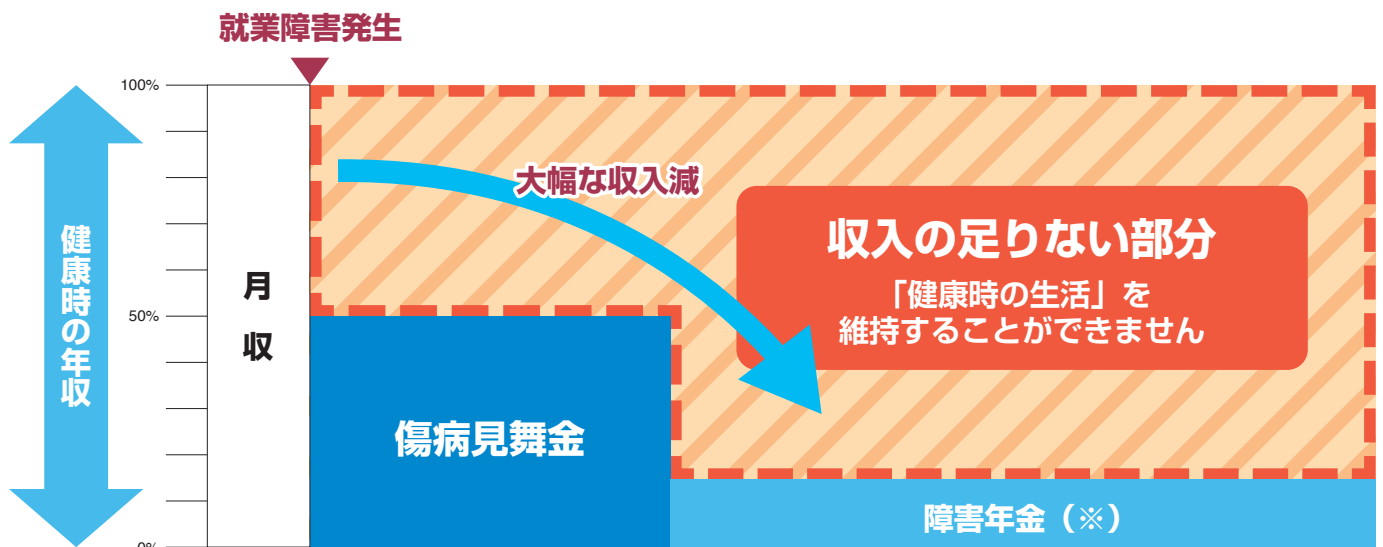 就業障害発生
100%
50%
0%
健康時の年収
月収
大幅な収入減
収入の足りない部分
「健康時の生活」を
維持することができません
傷病見舞金
障害年金（※）